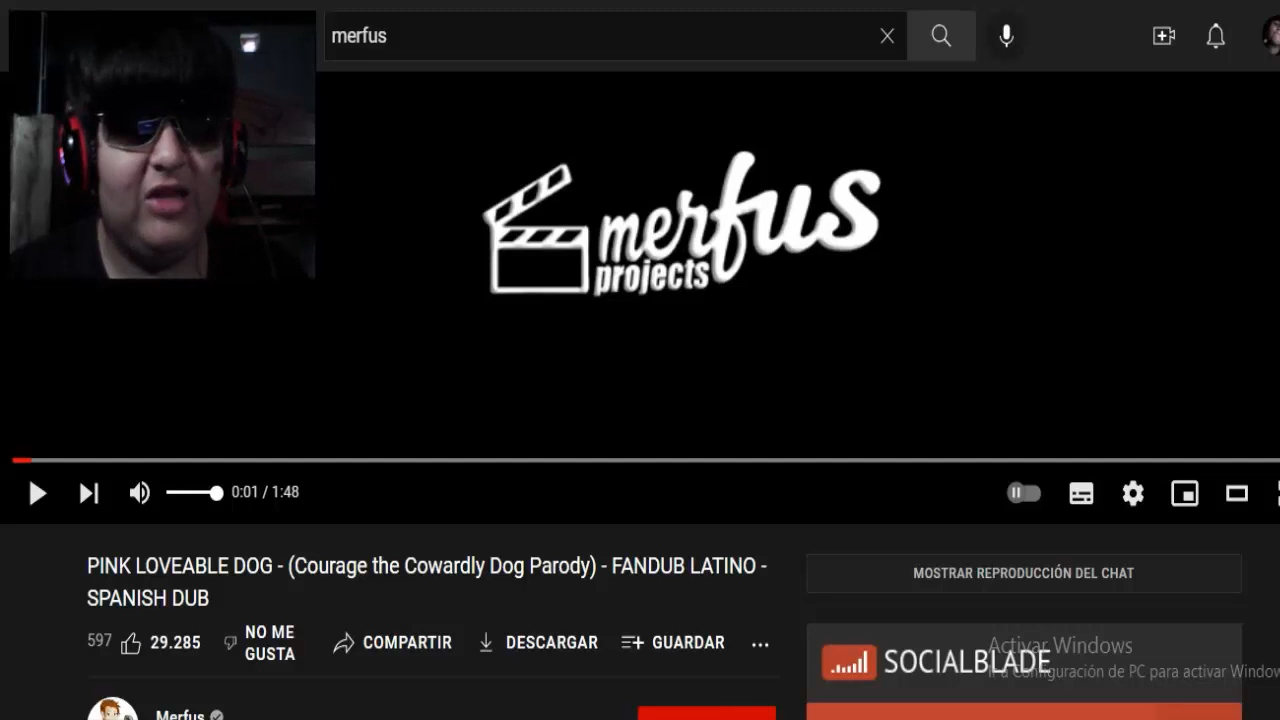 merfus
merfus
projects
0:01 / 1:48
PINK LOVEABLE DOG - (Courage the Cowardly Dog Parody) - FANDUB LATINO -
SPANISH DUB
597
29.285
NO ME
GUSTA
COMPARTIR
DESCARGAR
GUARDAR
Merfus
MOSTRAR REPRODUCCIÓN DEL CHAT
SOCIALBLADE
Activar Windows
Ir a Configuración de PC para activar Window